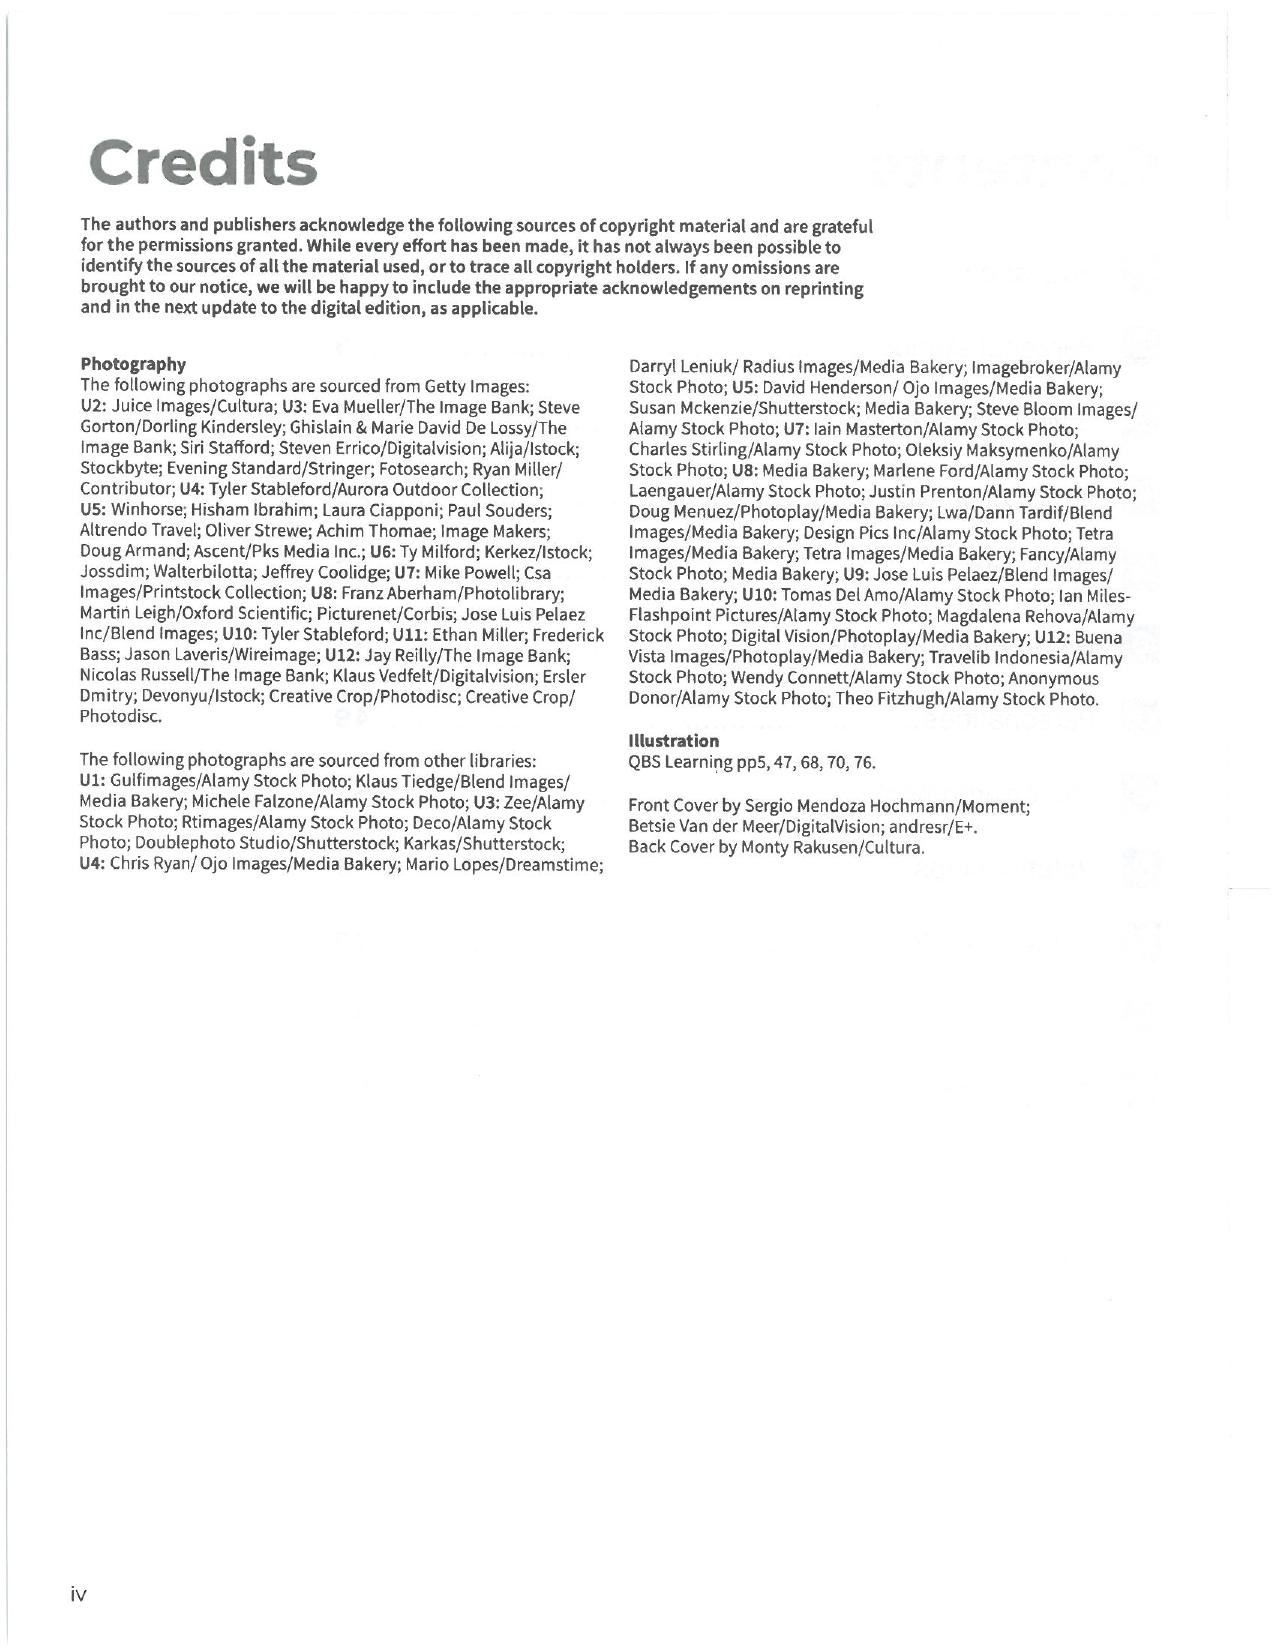 Credits
The authors and publishers acknowledge the following sources of copyright material and are grateful
for the permissions granted. While every effort has been made, it has not always been possible to
identify the sources of all the material used, or to trace all copyright holders. If any omissions are
brought to our notice, we will be happy to include the appropriate acknowledgements on reprinting
and in the next update to the digital edition, as applicable.
Photography
The following photographs are sourced from Getty Images:
U2: Juice Images/Cultura; U3: Eva Mueller/The Image Bank; Steve
Gorton/Dorling Kindersley; Ghislain & Marie David De Lossy/The
Image Bank; Siri Stafford; Steven Errico/Digitalvision; Alija/Istock;
Stockbyte; Evening Standard/Stringer; Fotosearch; Ryan Miller/
Contributor; U4: Tyler Stableford/Aurora Outdoor Collection;
U5: Winhorse; Hisham Ibrahim; Laura Ciapponi; Paul Souders;
Altrendo Travel; Oliver Strewe; Achim Thomae; Image Makers;
Doug Armand; Ascent/Pks Media Inc.; U6: Ty Milford; Kerkez/Istock;
Jossdim; Walterbilotta; Jeffrey Coolidge; U7: Mike Powell; Csa
Images/Printstock Collection; U8: Franz Aberham/Photolibrary;
Martin Leigh/Oxford Scientific; Picturenet/Corbis; Jose Luis Pelaez
Inc/Blend Images; U10: Tyler Stableford; U11: Ethan Miller; Frederick
Bass; Jason Laveris/Wireimage; U12: Jay Reilly/The Image Bank;
Nicolas Russell/The Image Bank; Klaus Vedfelt/Digitalvision; Ersler
Dmitry; Devonyu/Istock; Creative Crop/Photodisc; Creative Crop/
Photodisc.
The following photographs are sourced from other libraries:
U1: Gulfimages/Alamy Stock Photo; Klaus Tiedge/Blend Images/
Media Bakery; Michele Falzone/Alamy Stock Photo; U3: Zee/Alamy
Stock Photo; Rtimages/Alamy Stock Photo; Deco/Alamy Stock
Photo; Doublephoto Studio/Shutterstock; Karkas/Shutterstock;
U4: Chris Ryan/ Ojo Images/Media Bakery; Mario Lopes/Dreamstime;
Darryl Leniuk/ Radius Images/Media Bakery; Imagebroker/Alamy
Stock Photo; U5: David Henderson/ Ojo Images/Media Bakery;
Susan Mckenzie/Shutterstock; Media Bakery; Steve Bloom Images/
Alamy Stock Photo; U7: Iain Masterton/Alamy Stock Photo;
Charles Stirling/Alamy Stock Photo; Oleksiy Maksymenko/Alamy
Stock Photo; U8: Media Bakery; Marlene Ford/Alamy Stock Photo;
Laengauer/Alamy Stock Photo; Justin Prenton/Alamy Stock Photo;
Doug Menuez/Photoplay/Media Bakery; Lwa/Dann Tardif/Blend
Images/Media Bakery; Design Pics Inc/Alamy Stock Photo; Tetra
Images/Media Bakery; Tetra Images/Media Bakery; Fancy/Alamy
Stock Photo; Media Bakery; U9: Jose Luis Pelaez/Blend Images/
Media Bakery; U10: Tomas Del Amo/Alamy Stock Photo; Ian Miles-
Flashpoint Pictures/Alamy Stock Photo; Magdalena Rehova/Alamy
Stock Photo; Digital Vision/Photoplay/Media Bakery; U12: Buena
Vista Images/Photoplay/Media Bakery; Travelib Indonesia/Alamy
Stock Photo; Wendy Connett/Alamy Stock Photo; Anonymous
Donor/Alamy Stock Photo; Theo Fitzhugh/Alamy Stock Photo.
Illustration
QBS Learning pp5, 47, 68, 70, 76.
Front Cover by Sergio Mendoza Hochmann/Moment;
Betsie Van der Meer/DigitalVision; andresr/E+.
Back Cover by Monty Rakusen/Cultura.
iv